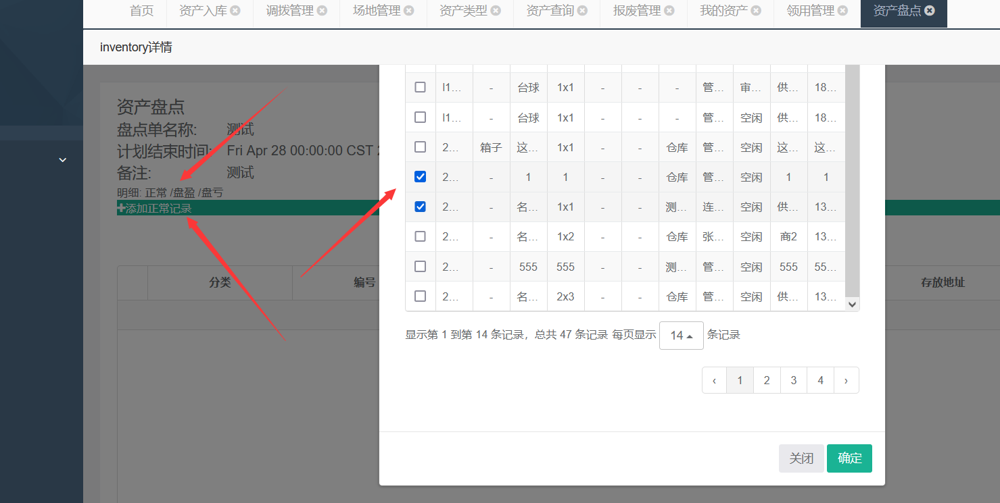 首页 资产入库 调拨管理 场地管理 资产类型 资产查询 报废管理 我的资产 领用管理 资产盘点
inventory详情
资产盘点
盘点单名称: 测试
计划结束时间: Fri Apr 28 00:00:00 CST
备注: 测试
明细: 正常 /盘盈 /盘亏
添加正常记录
分类 编号 存放地址
l1... - 台球 1x1 - - - 管... 审... 供... 18...
l1... - 台球 1x1 - - - 管... 空闲 供... 18...
2... 箱子 这... 1x1 - - 仓库 管... 空闲 这... 这...
2... - 1 1 - - 仓库 管... 空闲 1 1
2... - 名... 1x1 - - 测... 连... 空闲 供... 13...
2... - 名... 1x2 - - 仓库 张... 空闲 商2 13...
2... - 555 555 - - 测... 管... 空闲 555 55...
2... - 名... 2x3 - - 仓库 管... 空闲 供... 13...
显示第 1 到第 14 条记录，总共 47 条记录 每页显示 14 条记录
‹ 1 2 3 4 ›
关闭 确定